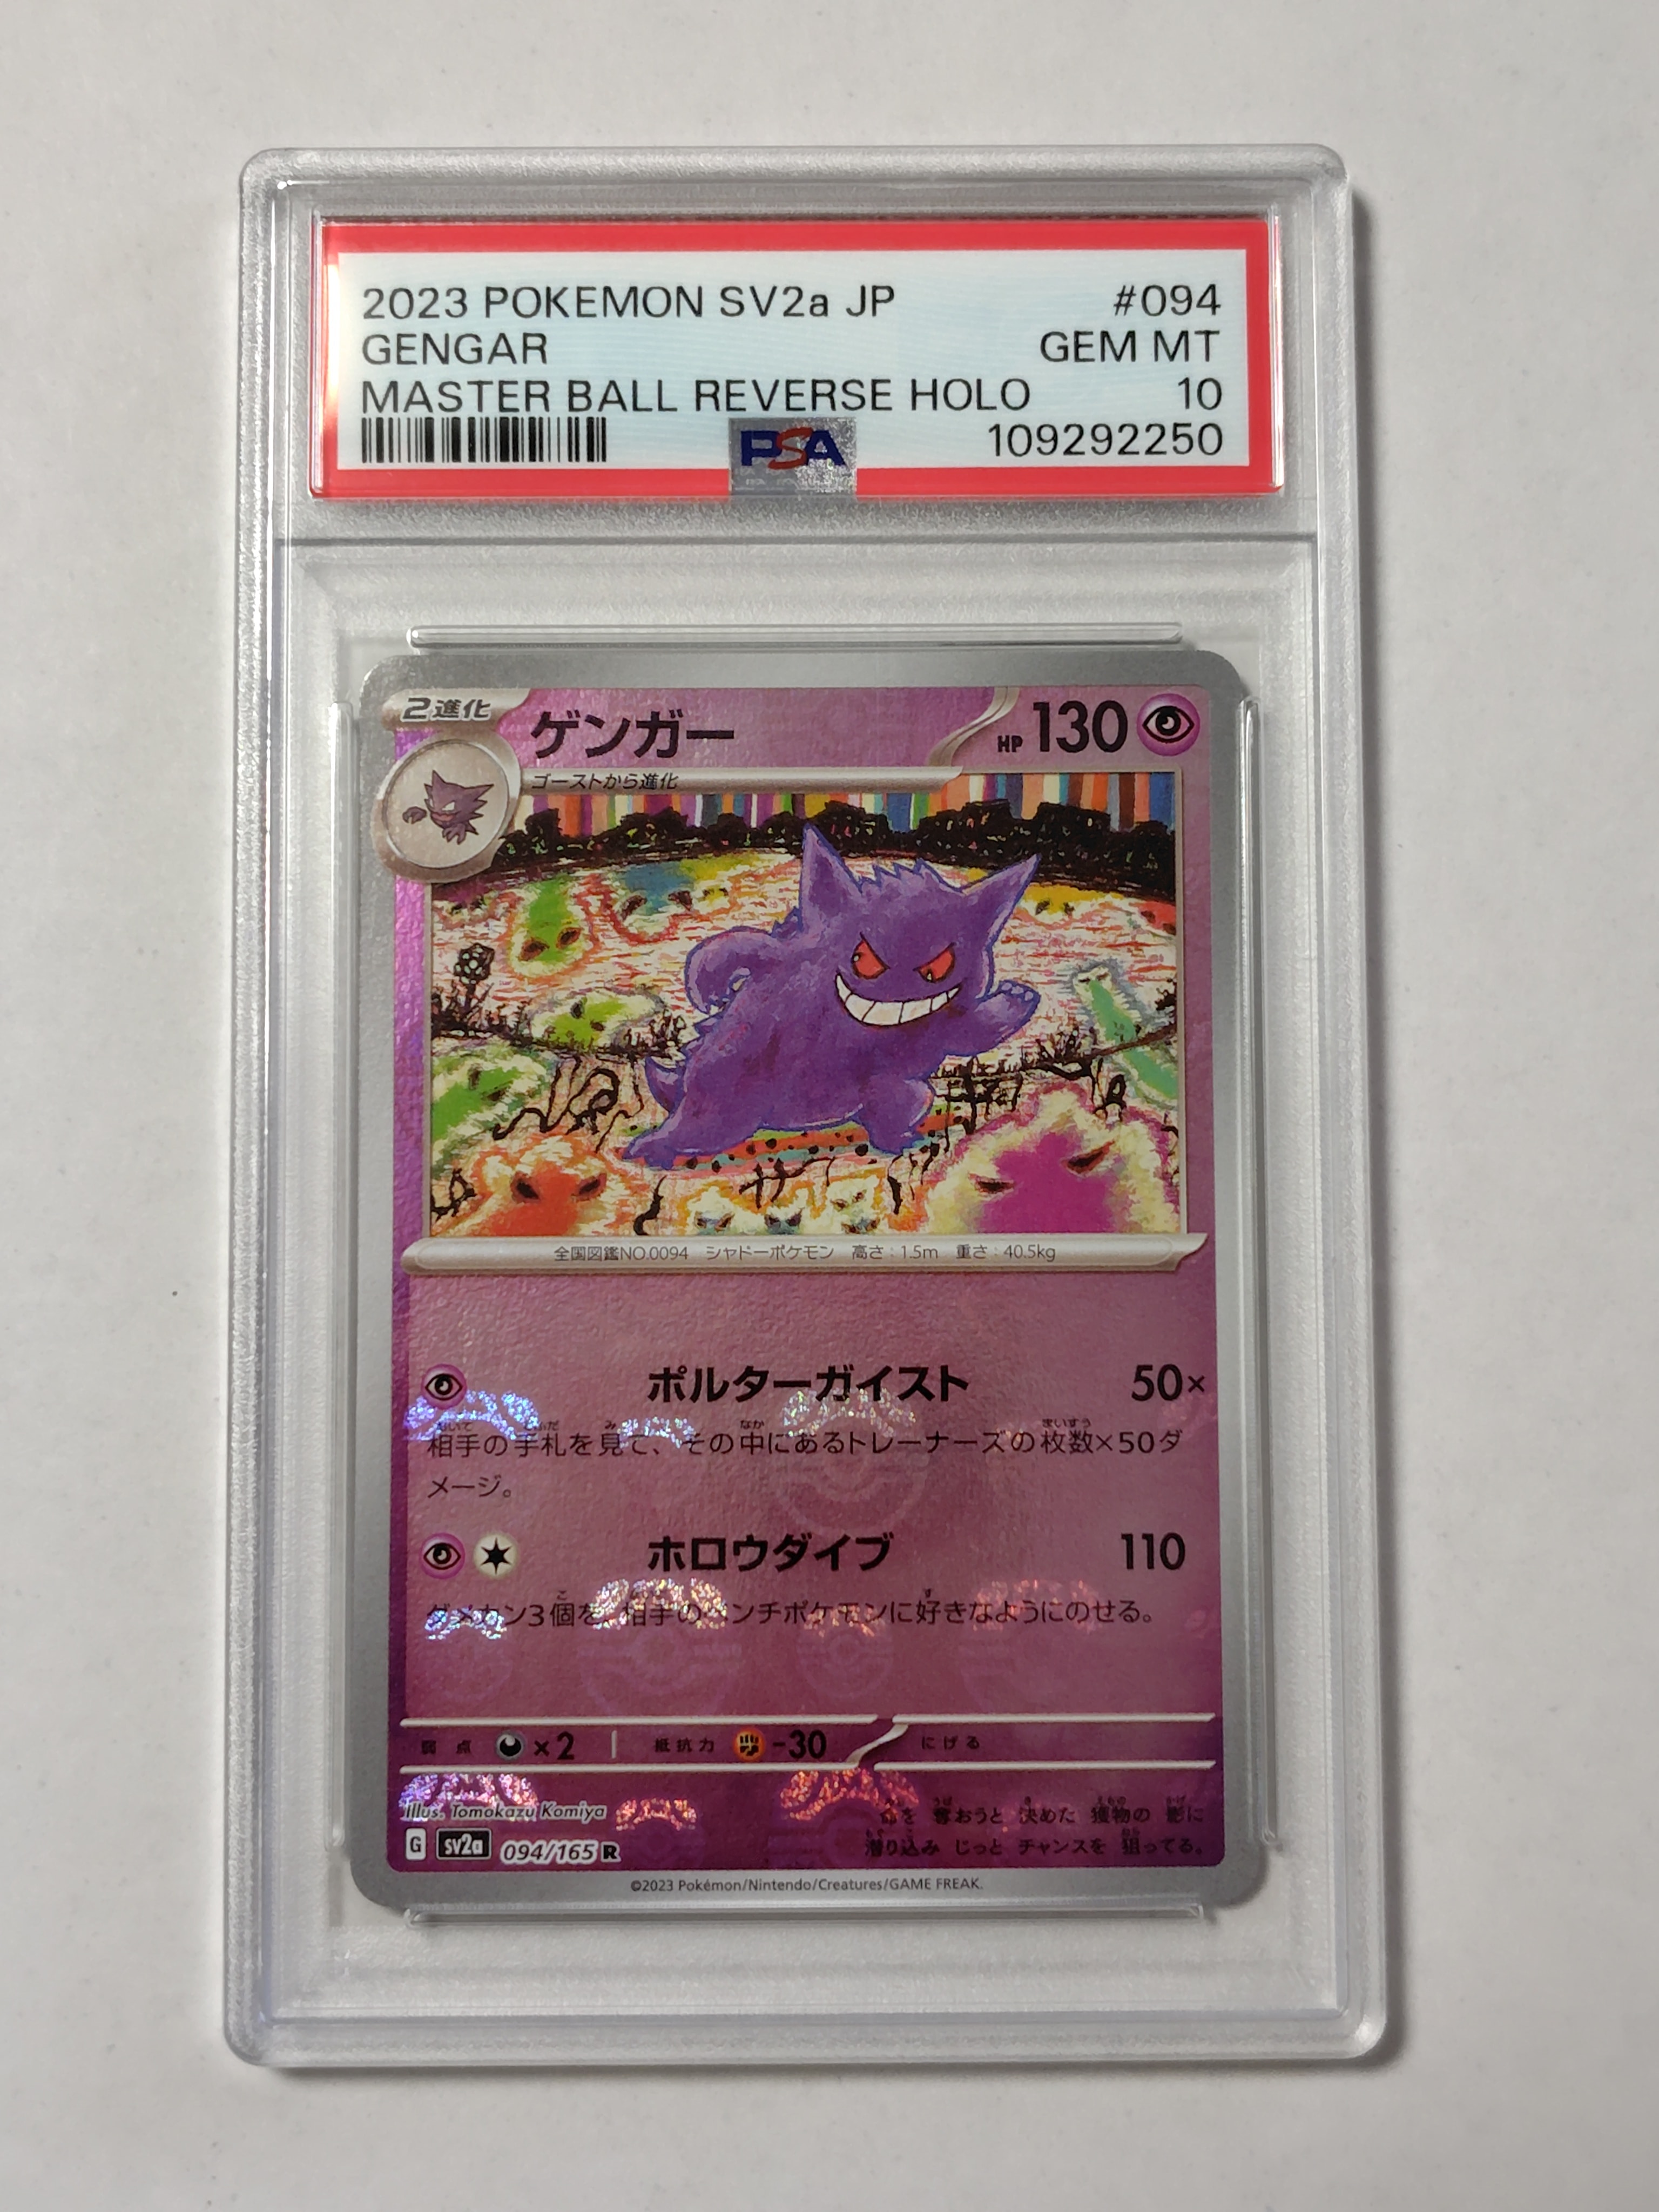 2023 POKEMON SV2a JP #094
GENGAR GEM MT
MASTER BALL REVERSE HOLO 10
PSA 109292250
2進化 ゲンガー HP 130
ゴーストから進化
全国図鑑NO.0094 シャドーポケモン 高さ：1.5m 重さ：40.5kg
ポルターガイスト 50×
相手の手札を見て、その中にあるトレーナーズの枚数×50ダ
メージ。
ホロウダイブ 110
ダメカン3個を、相手のベンチポケモンに好きなようにのせる。
弱点 ×2 抵抗力 -30 にげる
Illus. Tomokazu Komiya
命を 奪おうと 決めた 獲物の 影に
潜り込み じっと チャンスを 狙ってる。
G sv2a 094/165 R
©2023 Pokémon/Nintendo/Creatures/GAME FREAK.